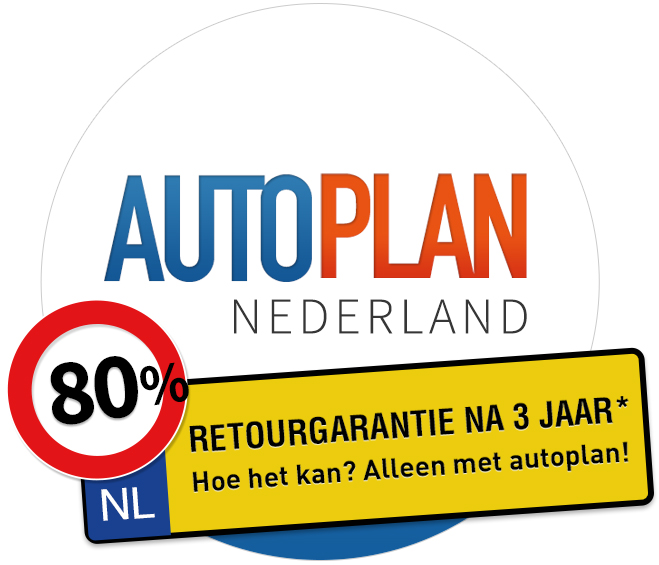 AUTOPLAN
NEDERLAND
80%
RETOURGARANTIE NA 3 JAAR*
Hoe het kan? Alleen met autoplan!
NL